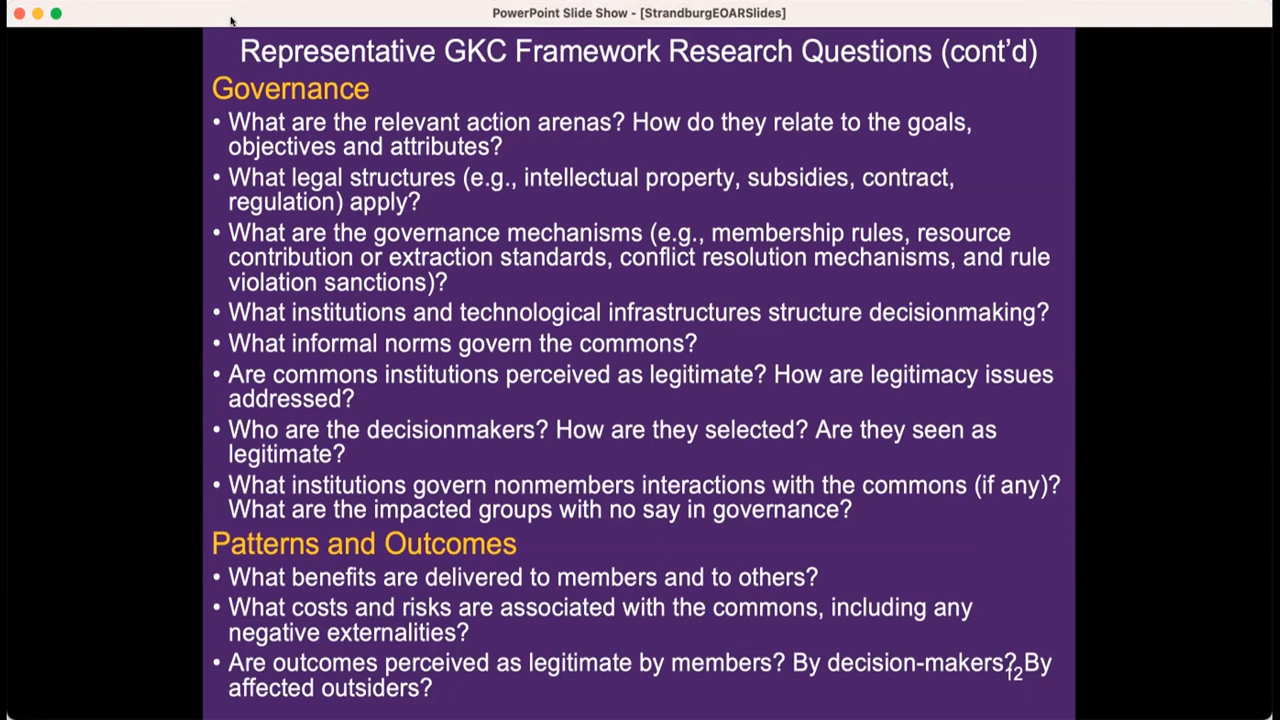 PowerPoint Slide Show - [StrandburgEOARSlides]
Representative GKC Framework Research Questions (cont’d)
Governance
• What are the relevant action arenas? How do they relate to the goals,
objectives and attributes?
• What legal structures (e.g., intellectual property, subsidies, contract,
regulation) apply?
• What are the governance mechanisms (e.g., membership rules, resource
contribution or extraction standards, conflict resolution mechanisms, and rule
violation sanctions)?
• What institutions and technological infrastructures structure decisionmaking?
• What informal norms govern the commons?
• Are commons institutions perceived as legitimate? How are legitimacy issues
addressed?
• Who are the decisionmakers? How are they selected? Are they seen as
legitimate?
• What institutions govern nonmembers interactions with the commons (if any)?
What are the impacted groups with no say in governance?
Patterns and Outcomes
• What benefits are delivered to members and to others?
• What costs and risks are associated with the commons, including any
negative externalities?
• Are outcomes perceived as legitimate by members? By decision-makers? By
affected outsiders?
12